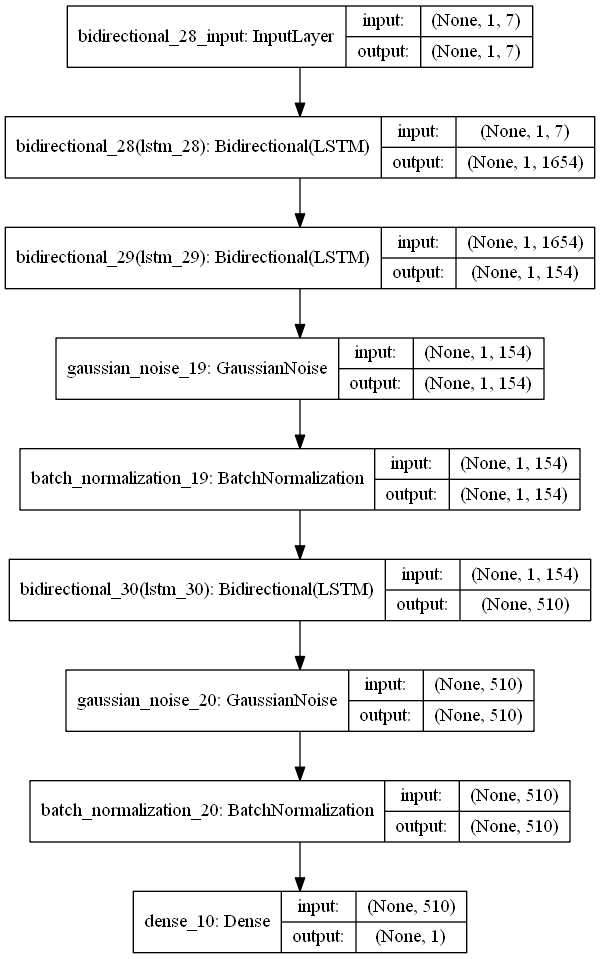 bidirectional_28_input: InputLayer
input: (None, 1, 7)
output: (None, 1, 7)
bidirectional_28(lstm_28): Bidirectional(LSTM)
input: (None, 1, 7)
output: (None, 1, 1654)
bidirectional_29(lstm_29): Bidirectional(LSTM)
input: (None, 1, 1654)
output: (None, 1, 154)
gaussian_noise_19: GaussianNoise
input: (None, 1, 154)
output: (None, 1, 154)
batch_normalization_19: BatchNormalization
input: (None, 1, 154)
output: (None, 1, 154)
bidirectional_30(lstm_30): Bidirectional(LSTM)
input: (None, 1, 154)
output: (None, 510)
gaussian_noise_20: GaussianNoise
input: (None, 510)
output: (None, 510)
batch_normalization_20: BatchNormalization
input: (None, 510)
output: (None, 510)
dense_10: Dense
input: (None, 510)
output: (None, 1)